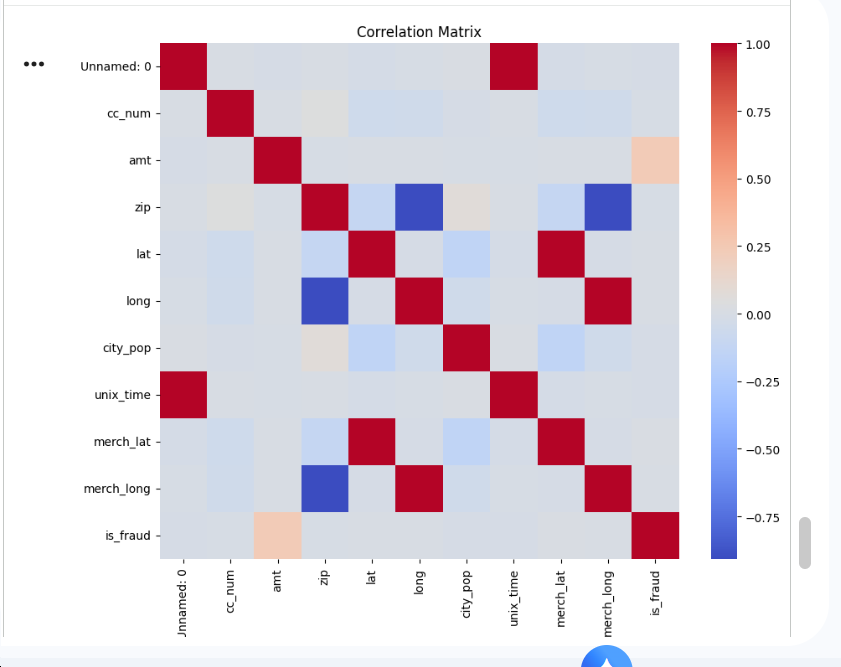 Correlation Matrix
Unnamed: 0
cc_num
amt
zip
lat
long
city_pop
unix_time
merch_lat
merch_long
is_fraud
1.00
0.75
0.50
0.25
0.00
−0.25
−0.50
−0.75
Unnamed: 0
cc_num
amt
zip
lat
long
city_pop
unix_time
merch_lat
merch_long
is_fraud